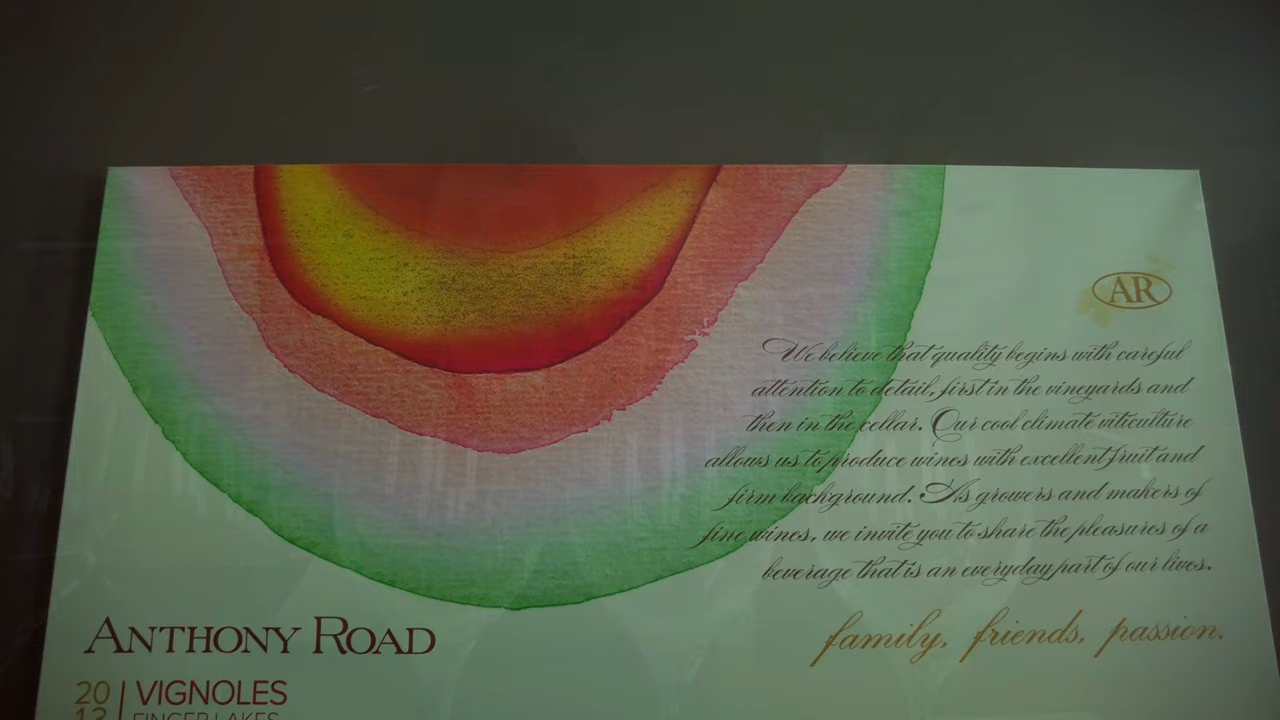 AR
We believe that quality begins with careful
attention to detail, first in the vineyards and
then in the cellar. Our cool climate viticulture
allows us to produce wines with excellent fruit and
firm background. As growers and makers of
fine wines, we invite you to share the pleasures of a
beverage that is an everyday part of our lives.
family, friends, passion.
ANTHONY ROAD
20 | VIGNOLES
13 | FINGER LAKES